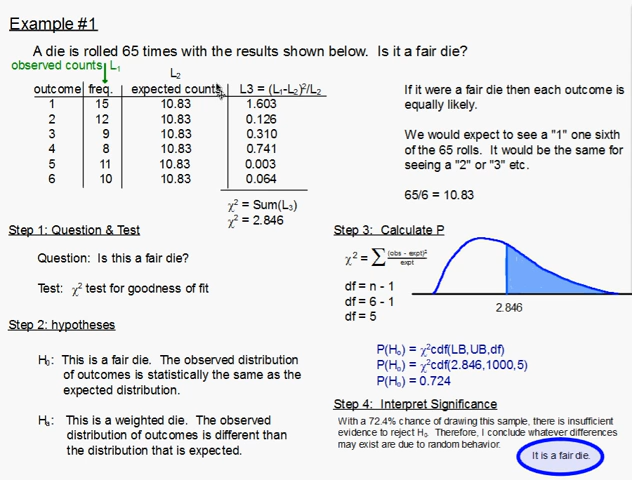 Example #1
A die is rolled 65 times with the results shown below. Is it a fair die?
observed counts L₁
L₂
outcome freq. expected counts L3 = (L₁-L₂)²/L₂
1 15 10.83 1.603
2 12 10.83 0.126
3 9 10.83 0.310
4 8 10.83 0.741
5 11 10.83 0.003
6 10 10.83 0.064
χ² = Sum(L₃)
χ² = 2.846
If it were a fair die then each outcome is
equally likely.
We would expect to see a "1" one sixth
of the 65 rolls. It would be the same for
seeing a "2" or "3" etc.
65/6 = 10.83
Step 1: Question & Test
Question: Is this a fair die?
Test: χ² test for goodness of fit
Step 2: hypotheses
H₀: This is a fair die. The observed distribution
of outcomes is statistically the same as the
expected distribution.
Hₐ: This is a weighted die. The observed
distribution of outcomes is different than
the distribution that is expected.
Step 3: Calculate P
χ² = ∑ (obs - expt)²/expt
df = n - 1
df = 6 - 1
df = 5
2.846
P(H₀) = χ²cdf(LB,UB,df)
P(H₀) = χ²cdf(2.846,1000,5)
P(H₀) = 0.724
Step 4: Interpret Significance
With a 72.4% chance of drawing this sample, there is insufficient
evidence to reject H₀. Therefore, I conclude whatever differences
may exist are due to random behavior.
It is a fair die.